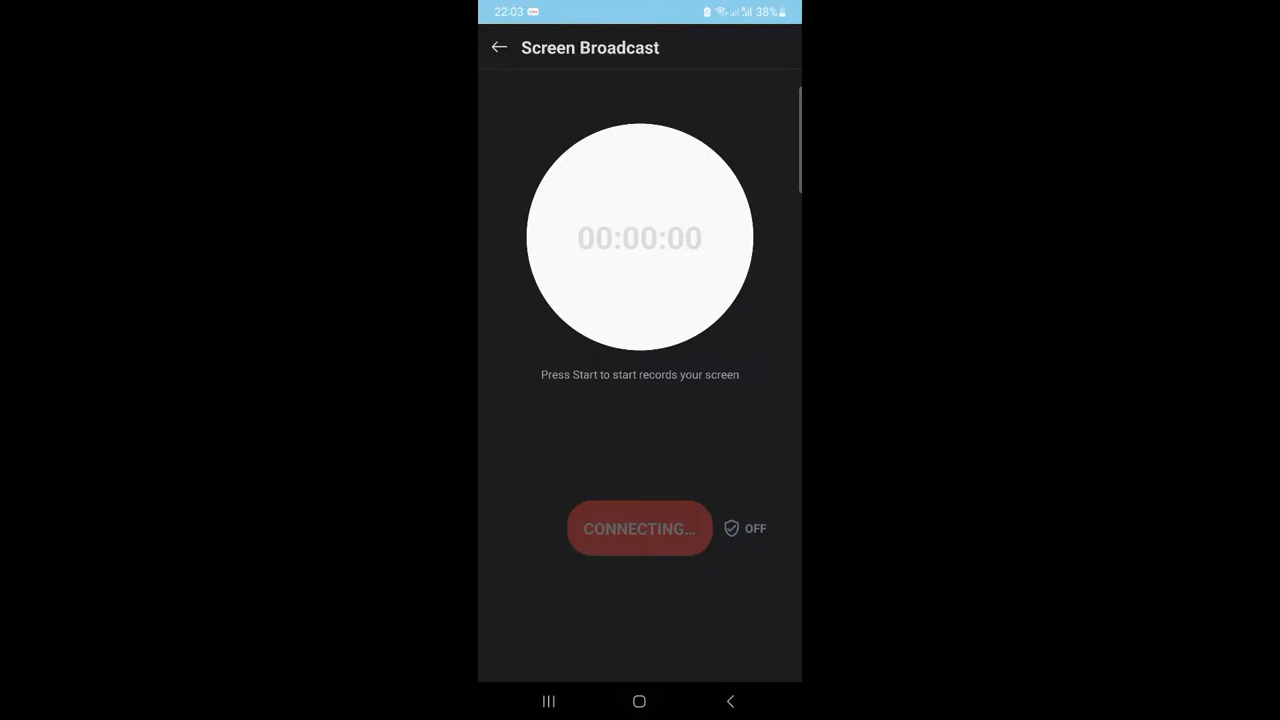 22:03
38%
Screen Broadcast
00:00:00
Press Start to start records your screen
CONNECTING...
OFF